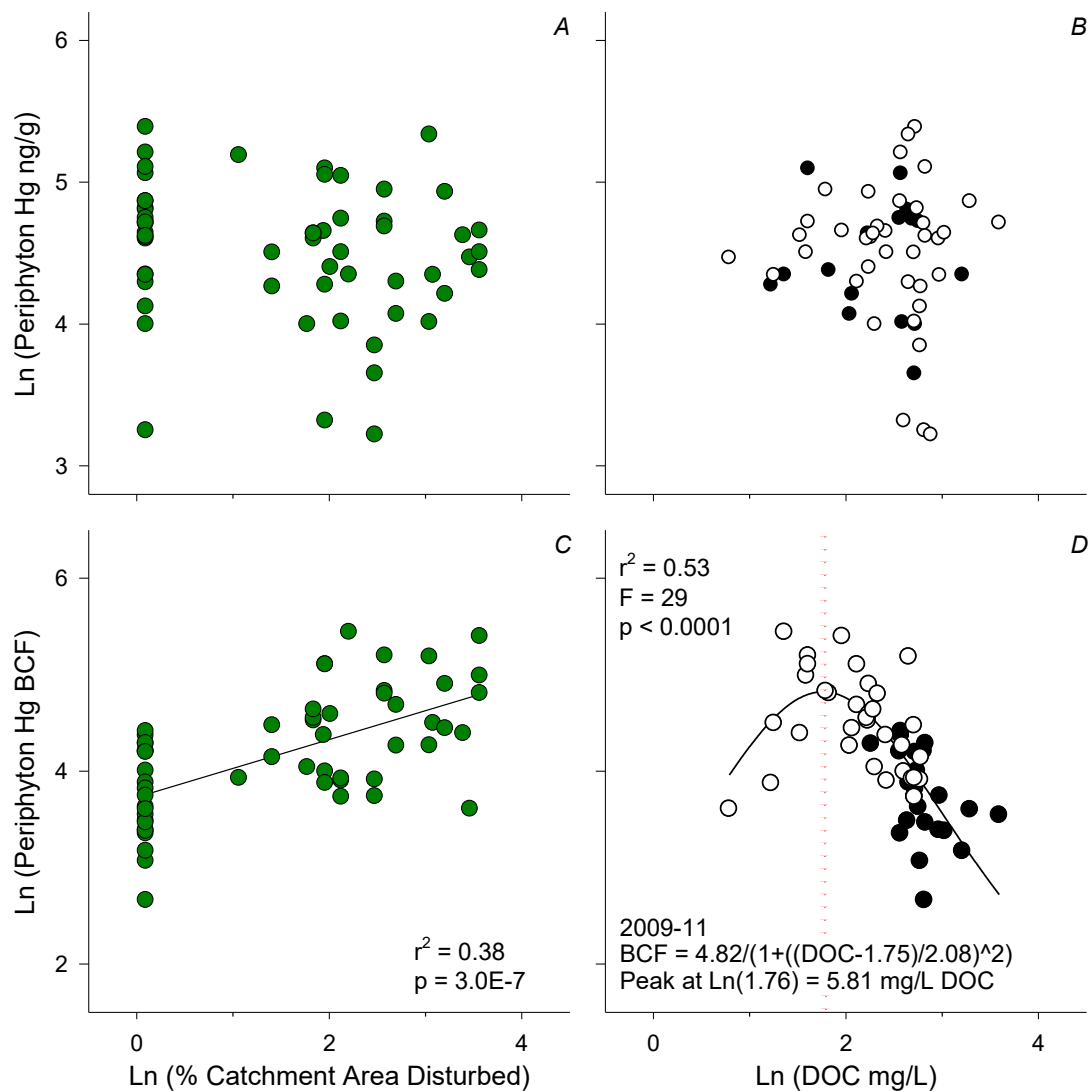 A
B
6
5
4
3
Ln (Periphyton Hg ng/g)
C
D
6
4
2
Ln (Periphyton Hg BCF)
r2 = 0.38
p = 3.0E-7
r2 = 0.53
F = 29
p < 0.0001
2009-11
BCF = 4.82/(1+((DOC-1.75)/2.08)^2)
Peak at Ln(1.76) = 5.81 mg/L DOC
0 2 4
0 2 4
Ln (% Catchment Area Disturbed)
Ln (DOC mg/L)